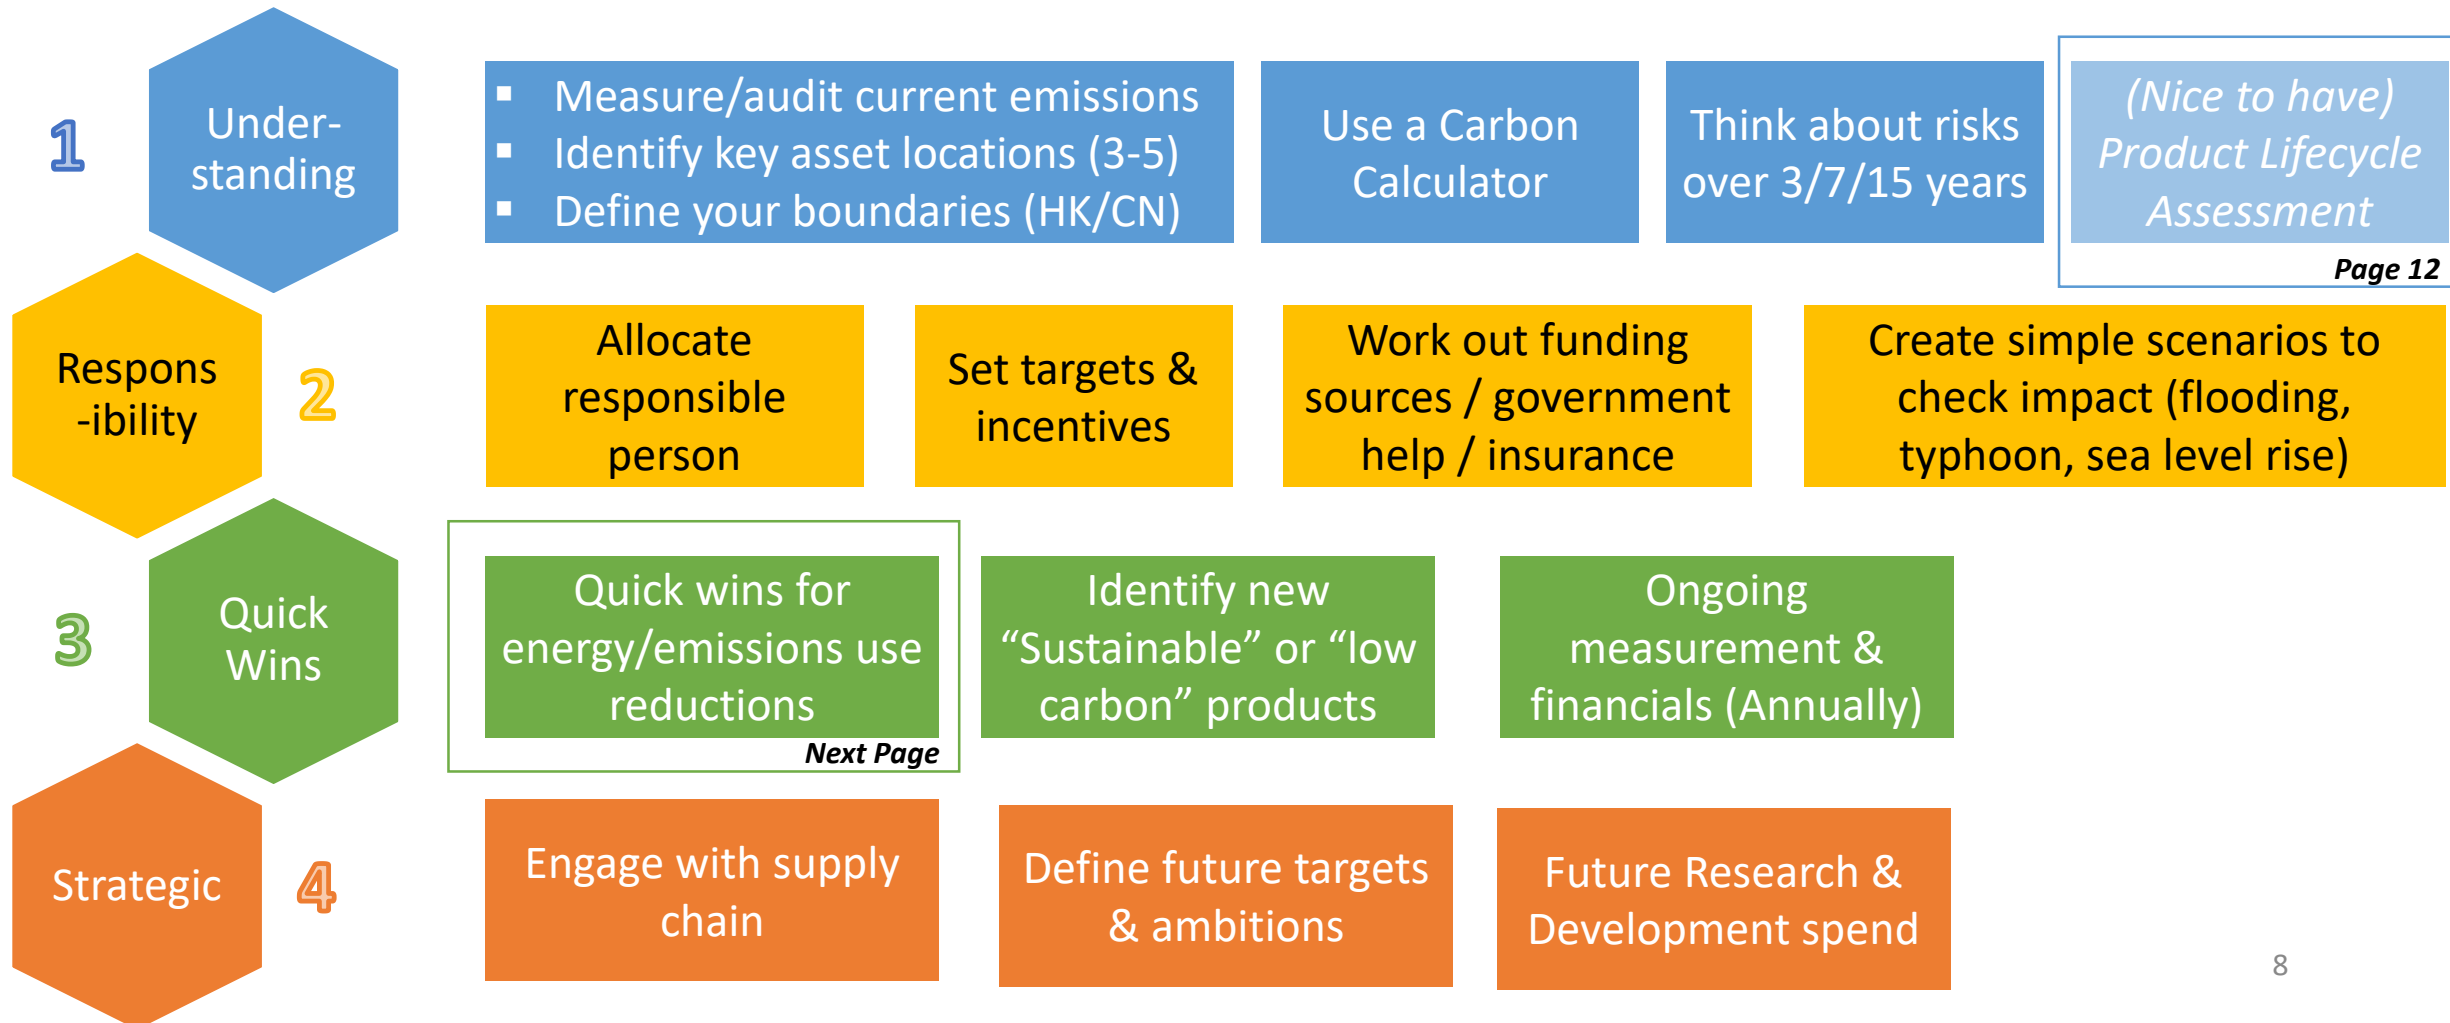 1
Under-
standing
▪ Measure/audit current emissions
▪ Identify key asset locations (3-5)
▪ Define your boundaries (HK/CN)
Use a Carbon
Calculator
Think about risks
over 3/7/15 years
(Nice to have)
Product Lifecycle
Assessment
Page 12
Respons
-ibility
2
Allocate
responsible
person
Set targets &
incentives
Work out funding
sources / government
help / insurance
Create simple scenarios to
check impact (flooding,
typhoon, sea level rise)
3
Quick
Wins
Quick wins for
energy/emissions use
reductions
Next Page
Identify new
“Sustainable” or “low
carbon” products
Ongoing
measurement &
financials (Annually)
Strategic
4
Engage with supply
chain
Define future targets
& ambitions
Future Research &
Development spend
8